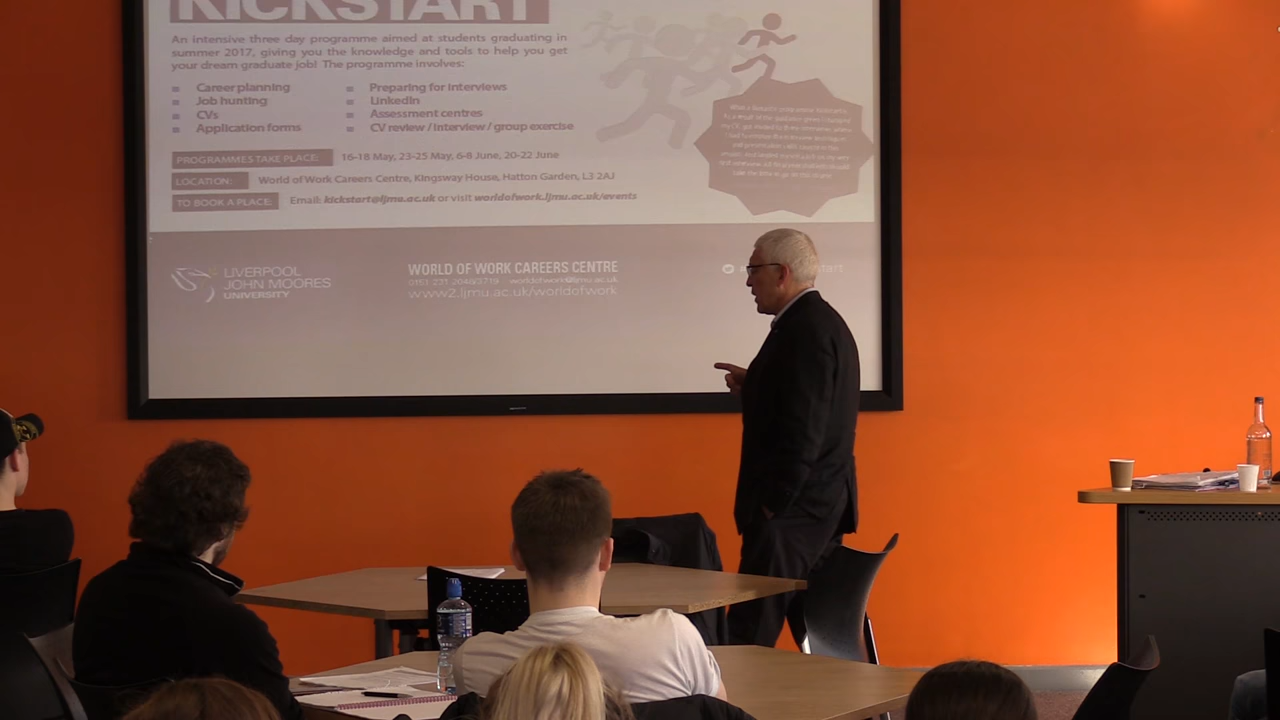 KICKSTART
An intensive three day programme aimed at students graduating in
summer 2017, giving you the knowledge and tools to help you get
your dream graduate job! The programme involves:
Career planning
Job hunting
CVs
Application forms
Preparing for interviews
LinkedIn
Assessment centres
CV review / interview / group exercise
PROGRAMMES TAKE PLACE: 16-18 May, 23-25 May, 6-8 June, 20-22 June
LOCATION: World of Work Careers Centre, Kingsway House, Hatton Garden, L3 2AJ
TO BOOK A PLACE: Email: kickstart@ljmu.ac.uk or visit worldofwork.ljmu.ac.uk/events
LIVERPOOL
JOHN MOORES
UNIVERSITY
WORLD OF WORK CAREERS CENTRE
worldofwork@ljmu.ac.uk
www2.ljmu.ac.uk/worldofwork